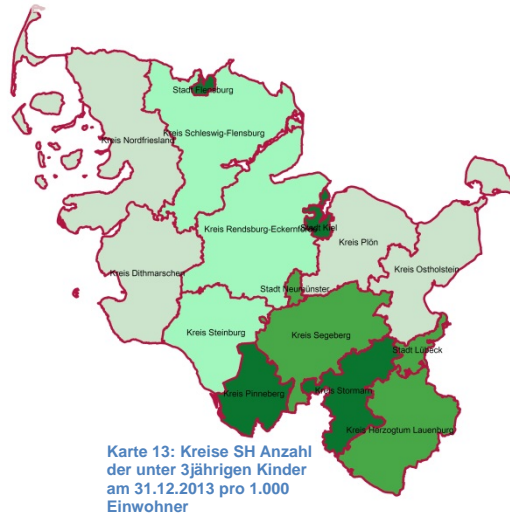 Stadt Flensburg
Kreis Schleswig-Flensburg
Kreis Nordfriesland
Kreis Rendsburg-Eckernförde
Stadt Kiel
Kreis Plön
Kreis Ostholstein
Kreis Dithmarschen
Stadt Neumünster
Kreis Steinburg
Kreis Segeberg
Stadt Lübeck
Kreis Pinneberg
Kreis Stormarn
Kreis Herzogtum Lauenburg
Karte 13: Kreise SH Anzahl
der unter 3jährigen Kinder
am 31.12.2013 pro 1.000
Einwohner